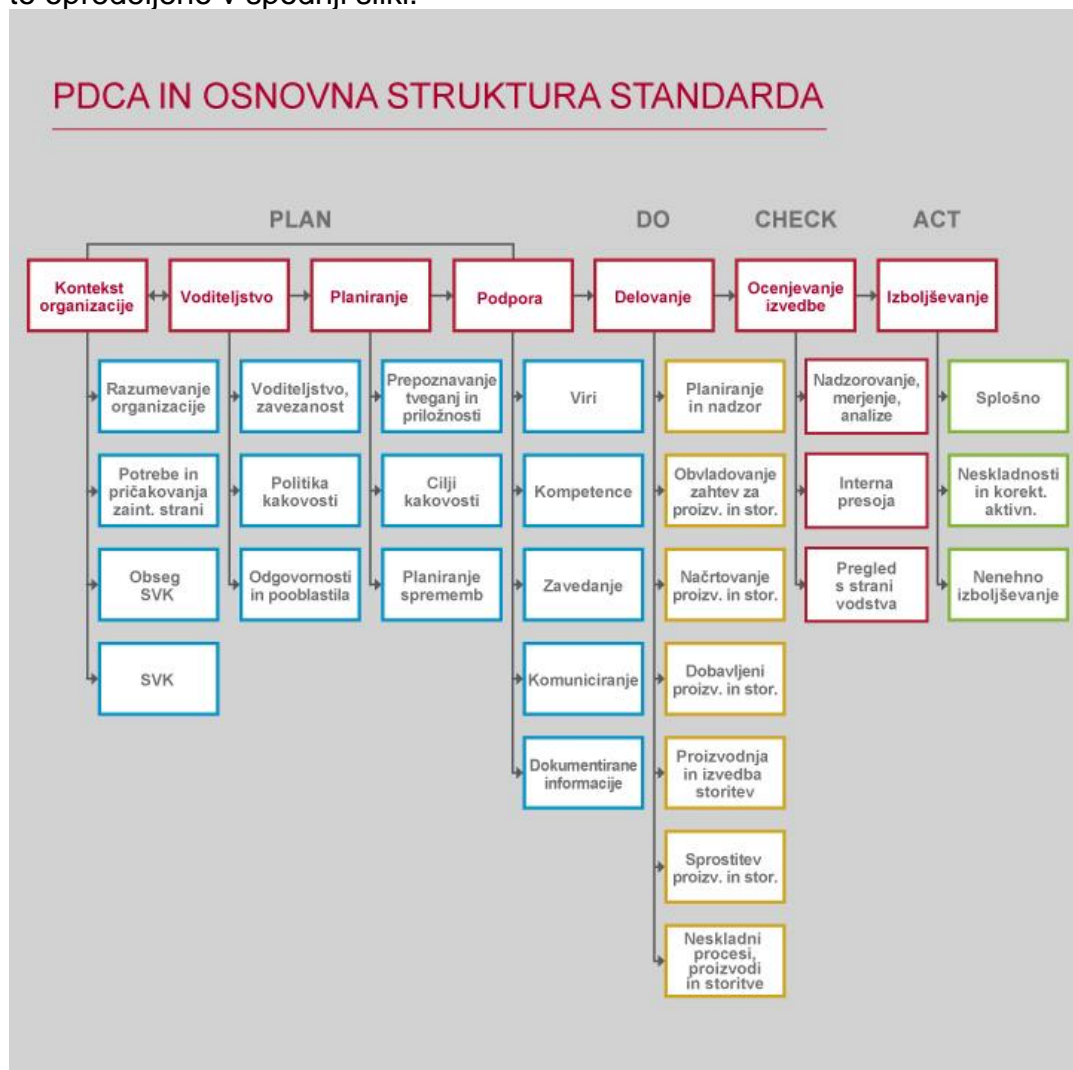 to opredeljeno v spodnji sliki.
PDCA IN OSNOVNA STRUKTURA STANDARDA
PLAN
DO
CHECK
ACT
Kontekst
organizacije
Voditeljstvo
Planiranje
Podpora
Delovanje
Ocenjevanje
izvedbe
Izboljševanje
Razumevanje
organizacije
Potrebe in
pričakovanja
zaint. strani
Obseg
SVK
SVK
Voditeljstvo,
zavezanost
Politika
kakovosti
Odgovornosti
in pooblastila
Prepoznavanje
tveganj in
priložnosti
Cilji
kakovosti
Planiranje
sprememb
Viri
Kompetence
Zavedanje
Komuniciranje
Dokumentirane
informacije
Planiranje
in nadzor
Obvladovanje
zahtev za
proizv. in stor.
Načrtovanje
proizv. in stor.
Dobavljeni
proizv. in stor.
Proizvodnja
in izvedba
storitev
Sprostitev
proizv. in stor.
Neskladni
procesi,
proizvodi
in storitve
Nadzorovanje,
merjenje,
analize
Interna
presoja
Pregled
s strani
vodstva
Splošno
Neskladnosti
in korekt.
aktivn.
Nenehno
izboljševanje